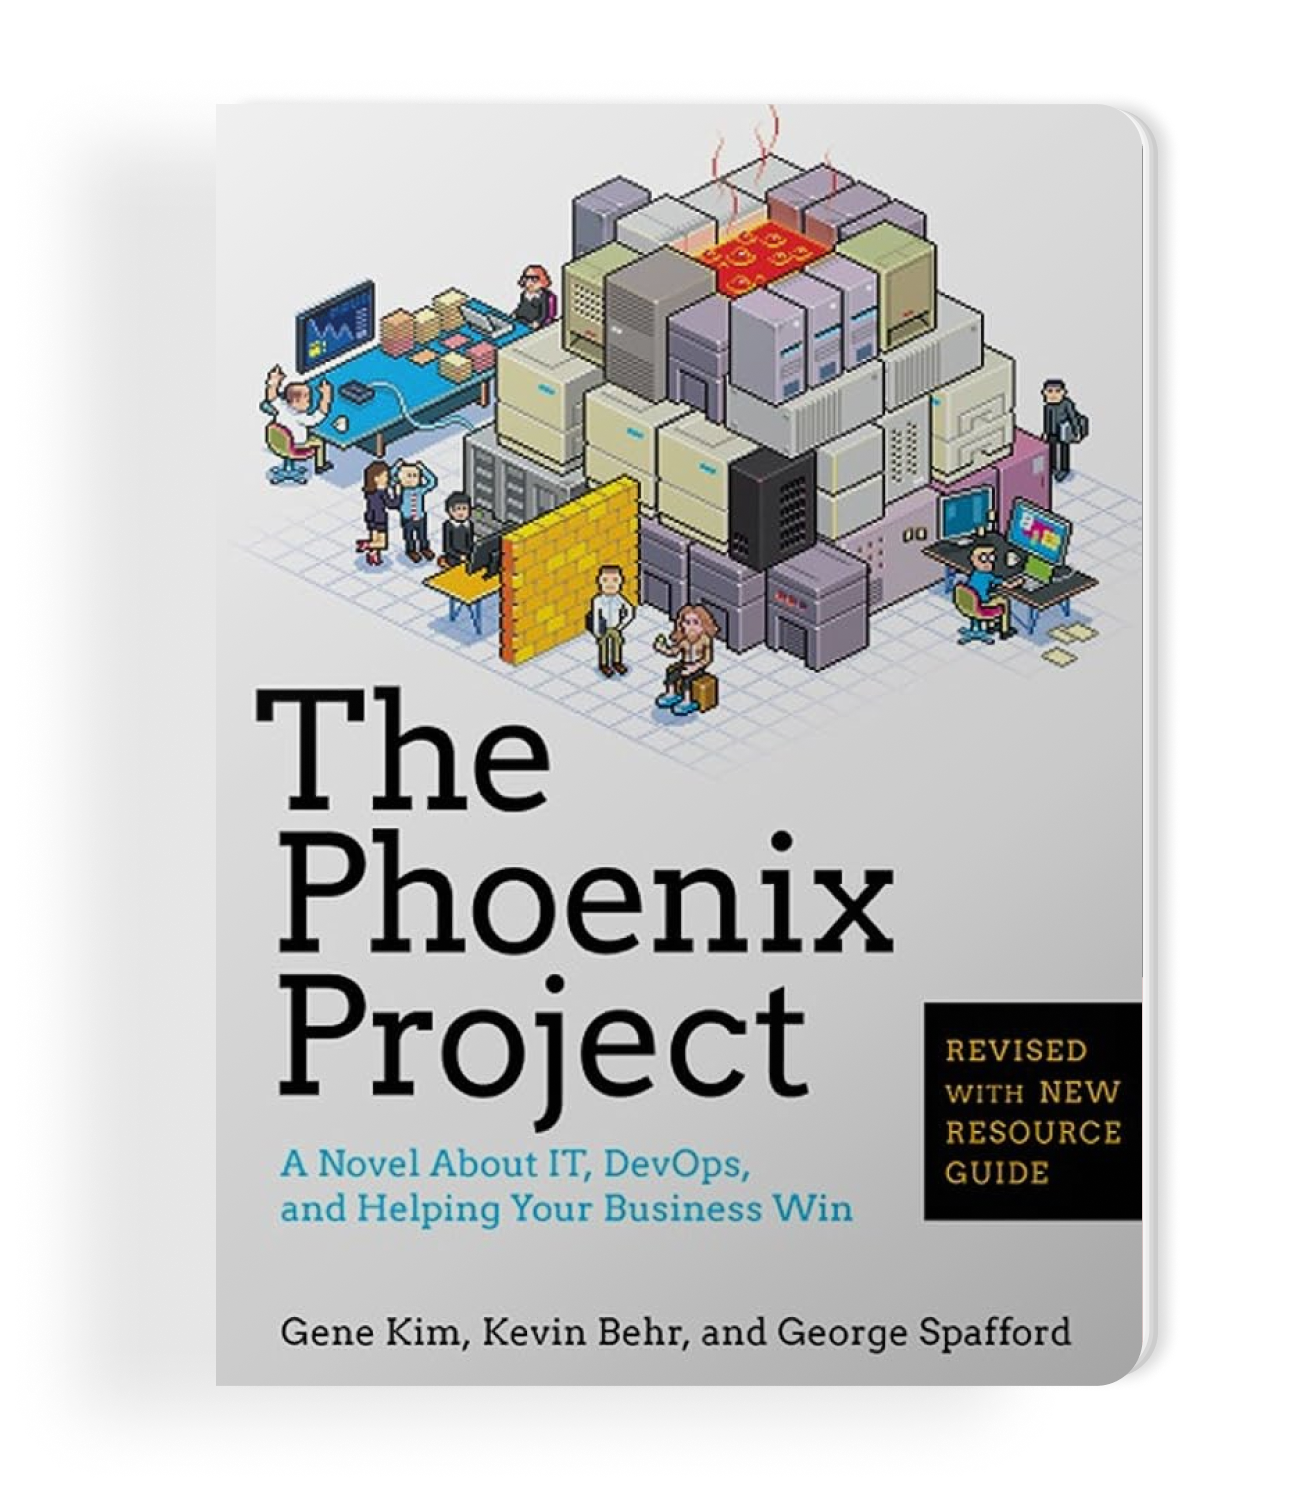 The
Phoenix
Project
A Novel About IT, DevOps,
and Helping Your Business Win
REVISED
WITH NEW
RESOURCE
GUIDE
Gene Kim, Kevin Behr, and George Spafford